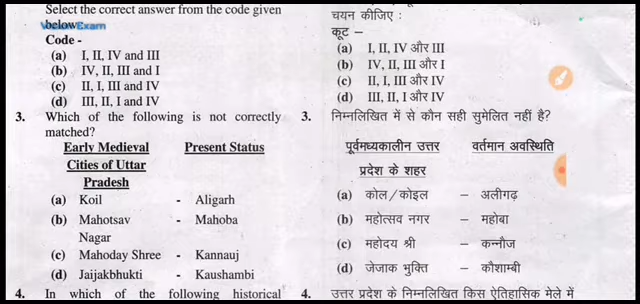 Select the correct answer from the code given
below
Code -
(a) I, II, IV and III
(b) IV, II, III and I
(c) II, I, III and IV
(d) III, II, I and IV
3. Which of the following is not correctly
matched?
Early Medieval Present Status
Cities of Uttar
Pradesh
(a) Koil - Aligarh
(b) Mahotsav - Mahoba
Nagar
(c) Mahoday Shree - Kannauj
(d) Jaijakbhukti - Kaushambi
4. In which of the following historical
चयन कीजिए :
कूट –
(a) I, II, IV और III
(b) IV, II, III और I
(c) II, I, III और IV
(d) III, II, I और IV
3. निम्नलिखित में से कौन सही सुमेलित नहीं है?
पूर्वमध्यकालीन उत्तर वर्तमान अवस्थिति
प्रदेश के शहर
(a) कोल/कोइल – अलीगढ़
(b) महोत्सव नगर – महोबा
(c) महोदय श्री – कन्नौज
(d) जेजाक भुक्ति – कौशाम्बी
4. उत्तर प्रदेश के निम्नलिखित किस ऐतिहासिक मेले में